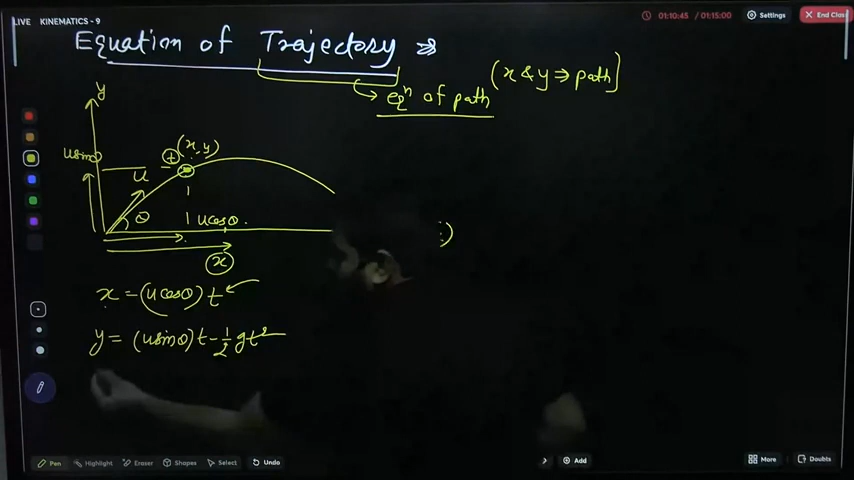 LIVE KINEMATICS - 9
01:10:45 / 01:15:00 Settings End Clas
Equation of Trajectory ⇒
eqⁿ of path (x & y ⇒ path]
y
t (x, y)
usinθ
u
θ
ucosθ
x
:)
x = (ucosθ) t
y = (usinθ) t - 1/2 gt²
Pen Highlight Eraser Shapes Select Undo Add More Doubts